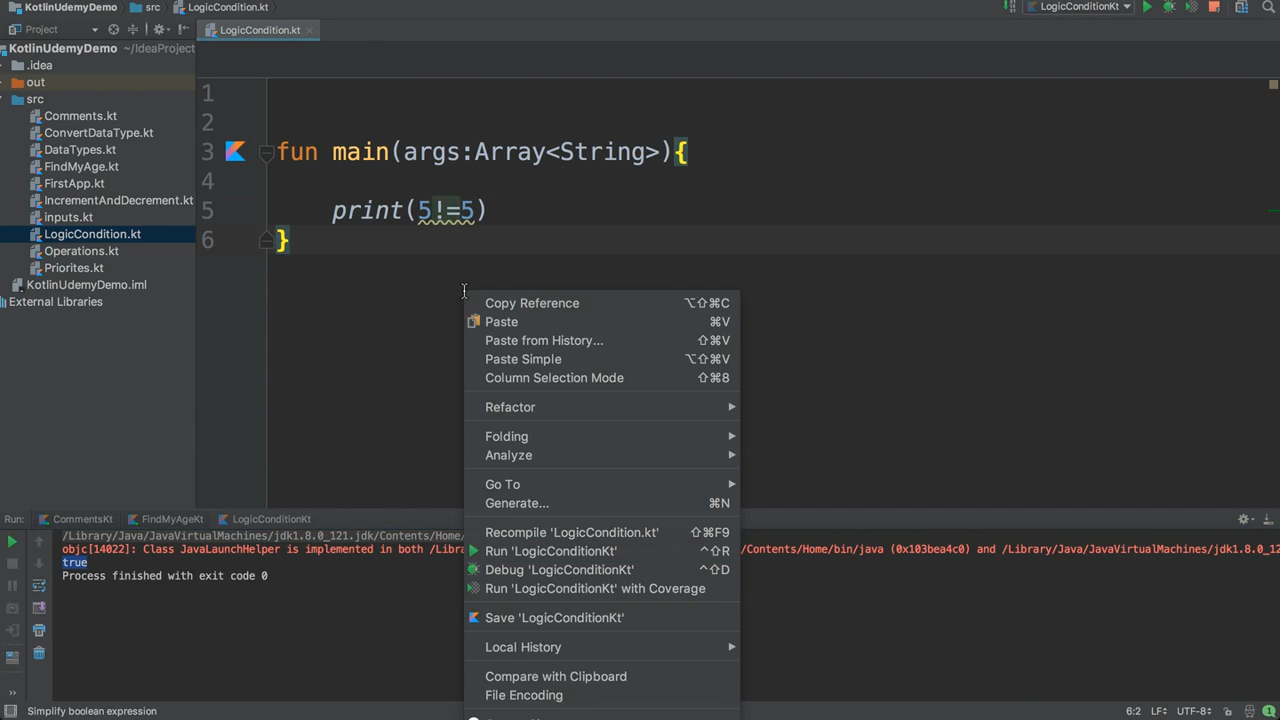 KotlinUdemyDemo
src
LogicCondition.kt
LogicConditionKt
Project
LogicCondition.kt
KotlinUdemyDemo ~/IdeaProject
.idea
out
src
Comments.kt
ConvertDataType.kt
DataTypes.kt
FindMyAge.kt
FirstApp.kt
IncrementAndDecrement.kt
inputs.kt
LogicCondition.kt
Operations.kt
Priorites.kt
KotlinUdemyDemo.iml
External Libraries
1
2
3 fun main(args:Array<String>){
4
5 print(5!=5)
6 }
Copy Reference ⌥⇧⌘C
Paste ⌘V
Paste from History... ⇧⌘V
Paste Simple ⌥⇧⌘V
Column Selection Mode ⇧⌘8
Refactor
Folding
Analyze
Go To
Generate... ⌘N
Recompile 'LogicCondition.kt' ⇧⌘F9
Run 'LogicConditionKt' ^⇧R
Debug 'LogicConditionKt' ^⇧D
Run 'LogicConditionKt' with Coverage
Save 'LogicConditionKt'
Local History
Compare with Clipboard
File Encoding
Run: CommentsKt FindMyAgeKt LogicConditionKt
/Library/Java/JavaVirtualMachines/jdk1.8.0_121.jdk/Contents/Home
objc[14022]: Class JavaLaunchHelper is implemented in both /Libra /Contents/Home/bin/java (0x103bea4c0) and /Library/Java/JavaVirtualMachines/jdk1.8.0_12
true
Process finished with exit code 0
Simplify boolean expression 6:2 LF UTF-8 1